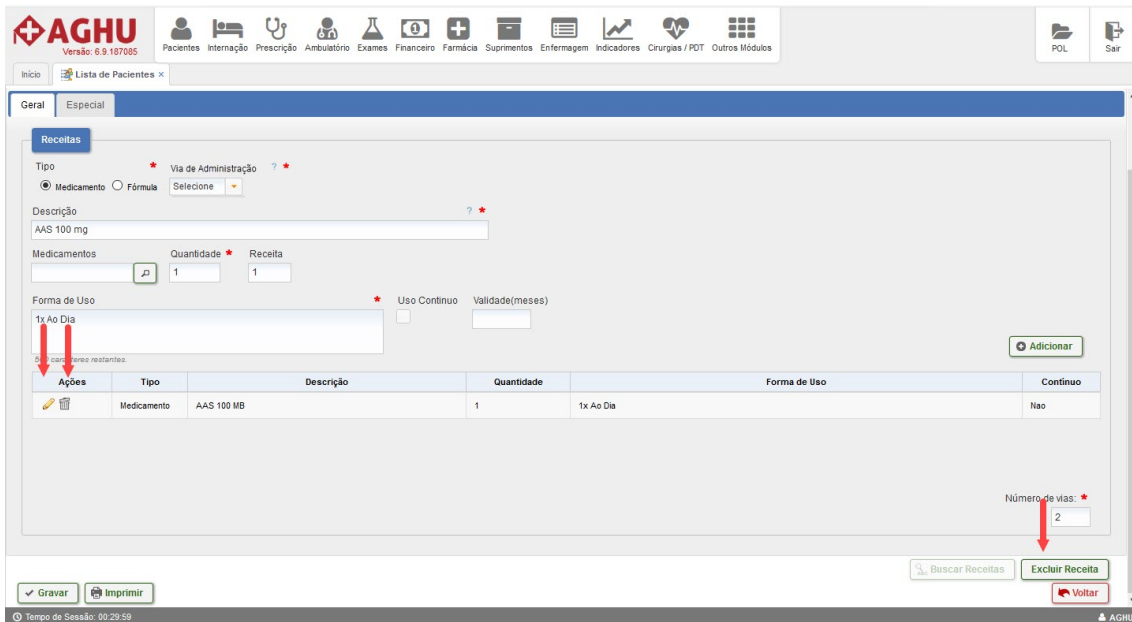 AGHU
Versão: 6.9.187085
Pacientes Internação Prescrição Ambulatório Exames Financeiro Farmácia Suprimentos Enfermagem Indicadores Cirurgias / PDT Outros Módulos POL Sair
Início Lista de Pacientes ×
Geral Especial
Receitas
Tipo * Via de Administração ? *
Medicamento Fórmula Selecione
Descrição ? *
AAS 100 mg
Medicamentos Quantidade * Receita
1 1
Forma de Uso * Uso Continuo Validade(meses)
1x Ao Dia
caracteres restantes.
Adicionar
Ações Tipo Descrição Quantidade Forma de Uso Contínuo
Medicamento AAS 100 MB 1 1x Ao Dia Nao
Número de vias: *
2
Buscar Receitas Excluir Receita
Gravar Imprimir Voltar
Tempo de Sessão: 00:29:59 AGHU